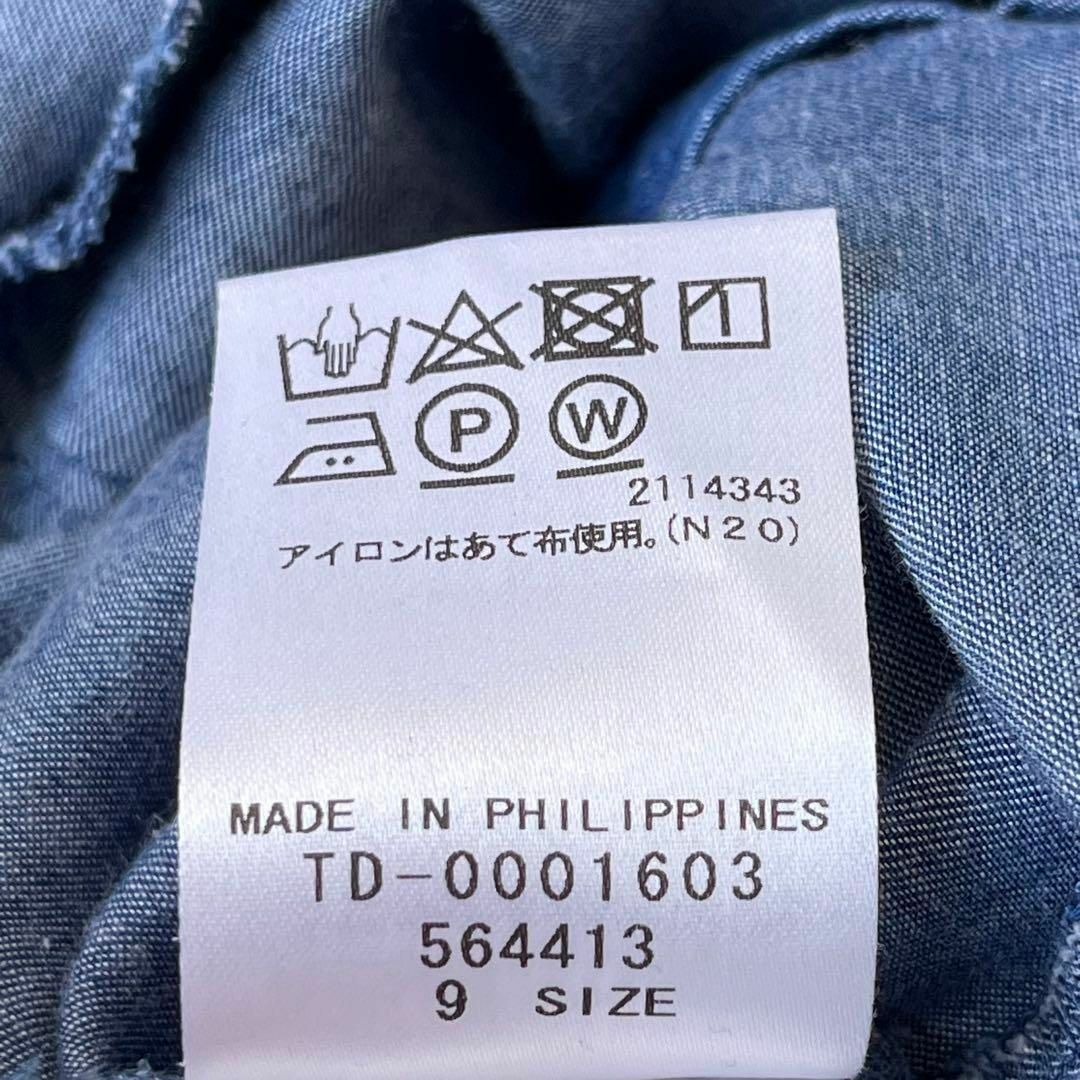 P W
2114343
アイロンはあて布使用。(N20)
MADE IN PHILIPPINES
TD-0001603
564413
9 SIZE